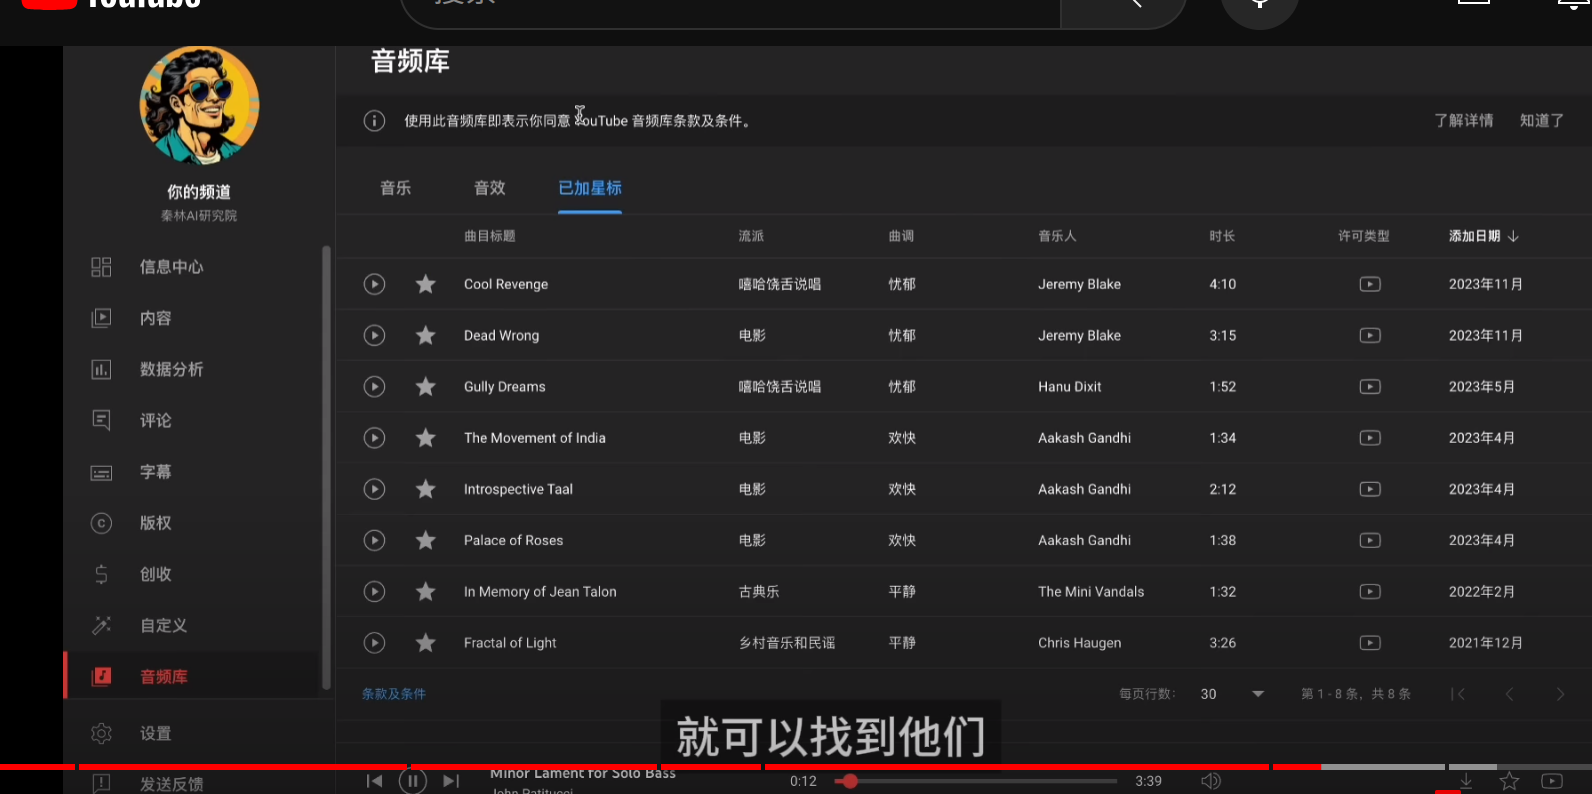 YouTube
搜索
音频库
使用此音频库即表示你同意 YouTube 音频库条款及条件。
了解详情 知道了
你的频道
秦林AI研究院
信息中心
内容
数据分析
评论
字幕
版权
创收
自定义
音频库
设置
发送反馈
音乐 音效 已加星标
曲目标题 流派 曲调 音乐人 时长 许可类型 添加日期
Cool Revenge 嘻哈饶舌说唱 忧郁 Jeremy Blake 4:10 2023年11月
Dead Wrong 电影 忧郁 Jeremy Blake 3:15 2023年11月
Gully Dreams 嘻哈饶舌说唱 忧郁 Hanu Dixit 1:52 2023年5月
The Movement of India 电影 欢快 Aakash Gandhi 1:34 2023年4月
Introspective Taal 电影 欢快 Aakash Gandhi 2:12 2023年4月
Palace of Roses 电影 欢快 Aakash Gandhi 1:38 2023年4月
In Memory of Jean Talon 古典乐 平静 The Mini Vandals 1:32 2022年2月
Fractal of Light 乡村音乐和民谣 平静 Chris Haugen 3:26 2021年12月
条款及条件
每页行数: 30 第 1 - 8 条，共 8 条
就可以找到他们
Minor Lament for Solo Bass
John Patitucci
0:12 3:39